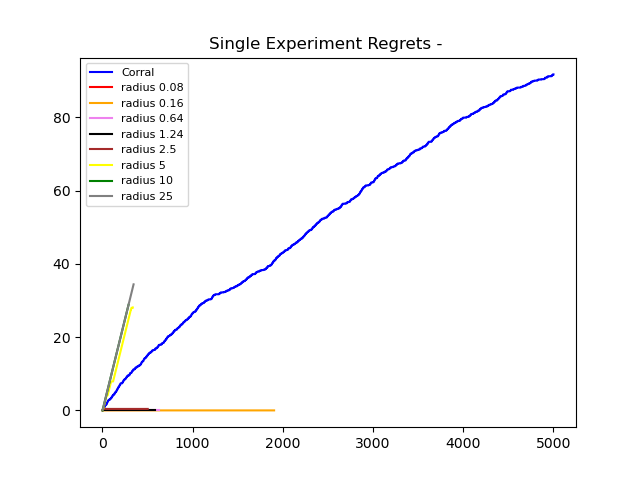 Single Experiment Regrets -
Corral
radius 0.08
radius 0.16
radius 0.64
radius 1.24
radius 2.5
radius 5
radius 10
radius 25
80
60
40
20
0
0 1000 2000 3000 4000 5000